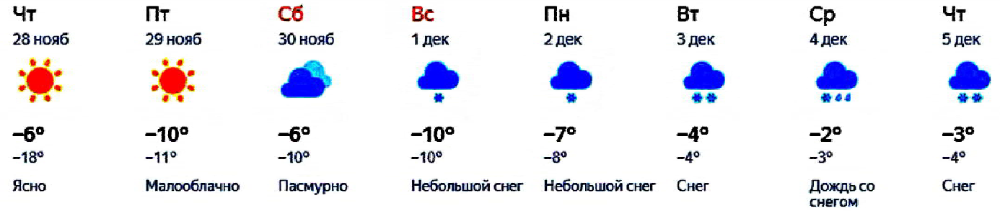 Чт Пт Сб Вс Пн Вт Ср Чт
28 нояб 29 нояб 30 нояб 1 дек 2 дек 3 дек 4 дек 5 дек
−6° −10° −6° −10° −7° −4° −2° −3°
−18° −11° −10° −10° −8° −4° −3° −4°
Ясно Малооблачно Пасмурно Небольшой снег Небольшой снег Снег Дождь со Снег
снегом